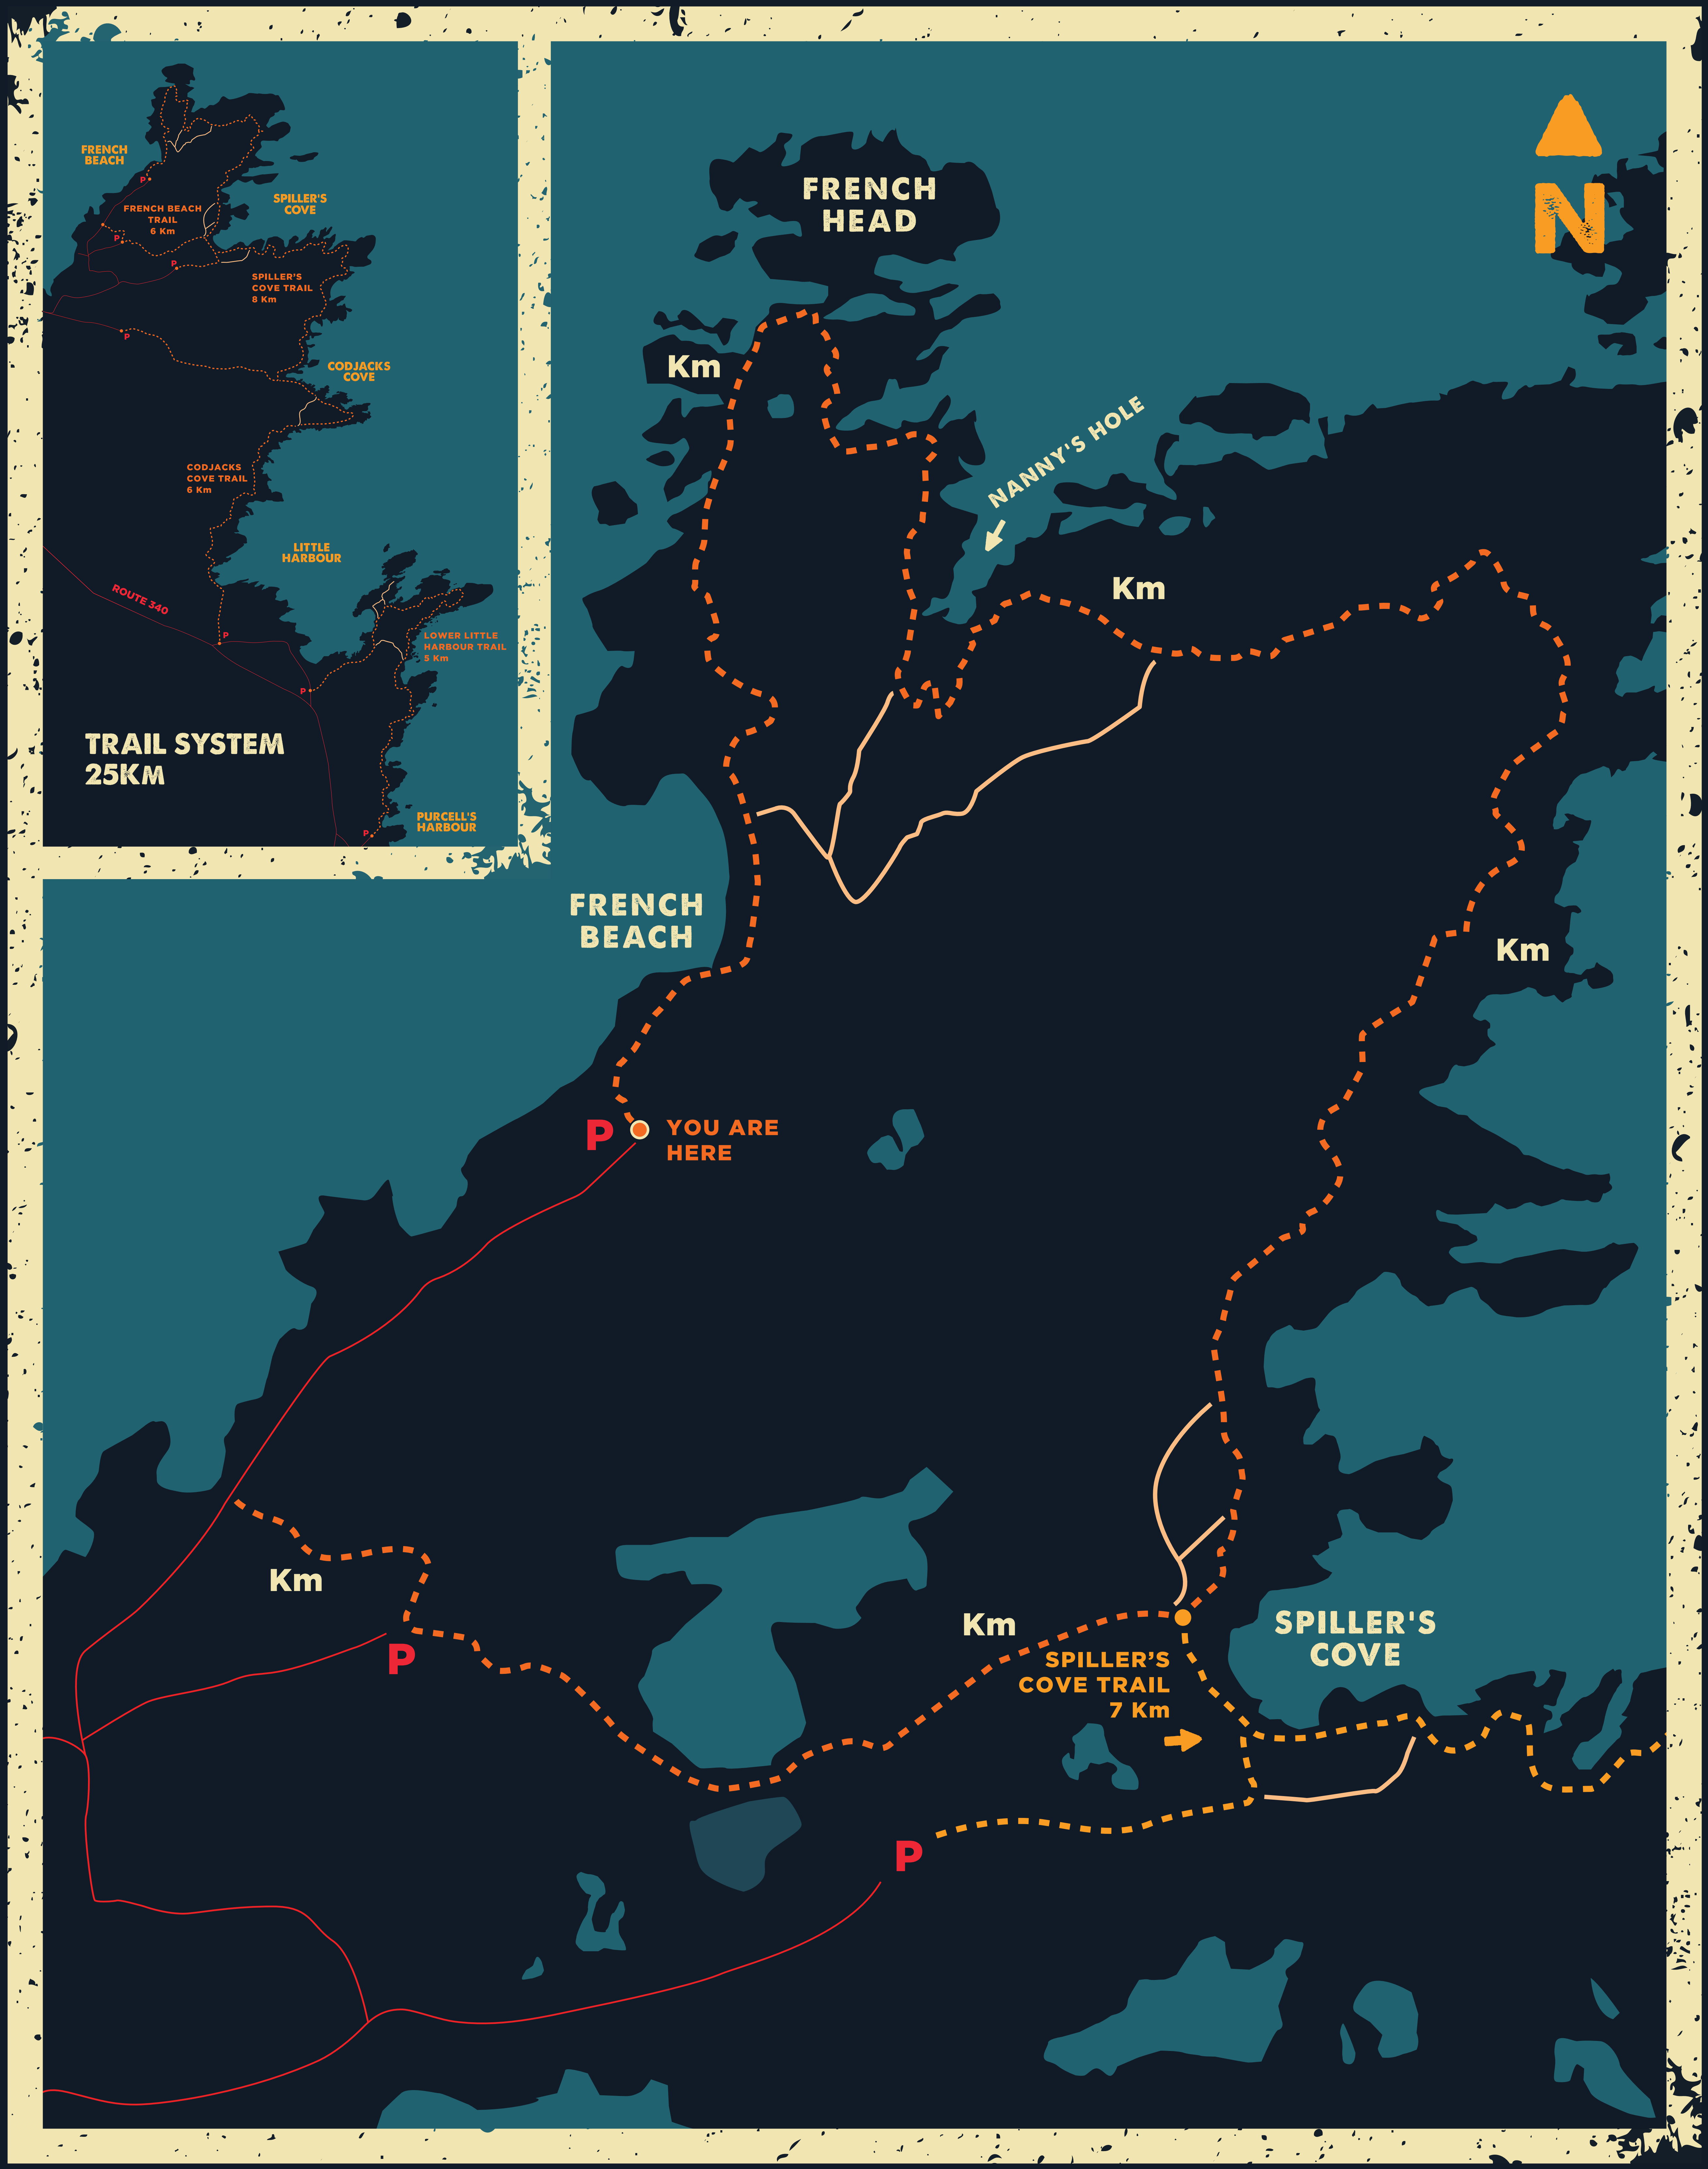 FRENCH
BEACH
P
FRENCH BEACH
TRAIL
6 Km
SPILLER'S
COVE
P
P
SPILLER'S
COVE TRAIL
8 Km
P
CODJACKS
COVE
CODJACKS
COVE TRAIL
6 Km
LITTLE
HARBOUR
ROUTE 340
P
LOWER LITTLE
HARBOUR TRAIL
5 Km
P
TRAIL SYSTEM
25KM
PURCELL'S
HARBOUR
P
N
FRENCH
HEAD
Km
NANNY'S HOLE
Km
FRENCH
BEACH
Km
P
YOU ARE
HERE
Km
P
Km
SPILLER'S
COVE
SPILLER'S
COVE TRAIL
7 Km
P